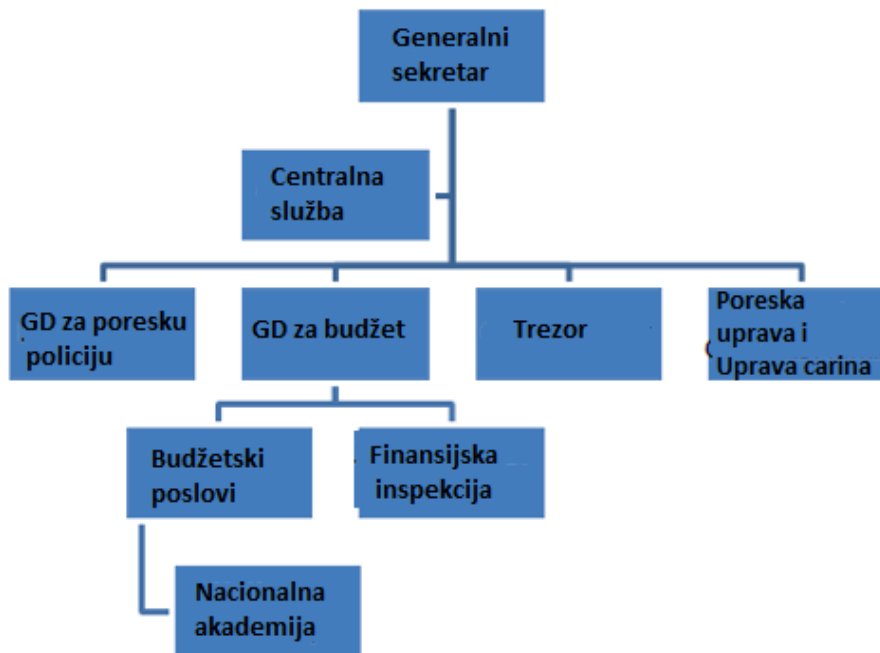 Generalni
sekretar
Centralna
služba
GD za poresku
policiju
GD za budžet
Trezor
Poreska
uprava i
Uprava carina
Budžetski
poslovi
Finansijska
inspekcija
Nacionalna
akademija